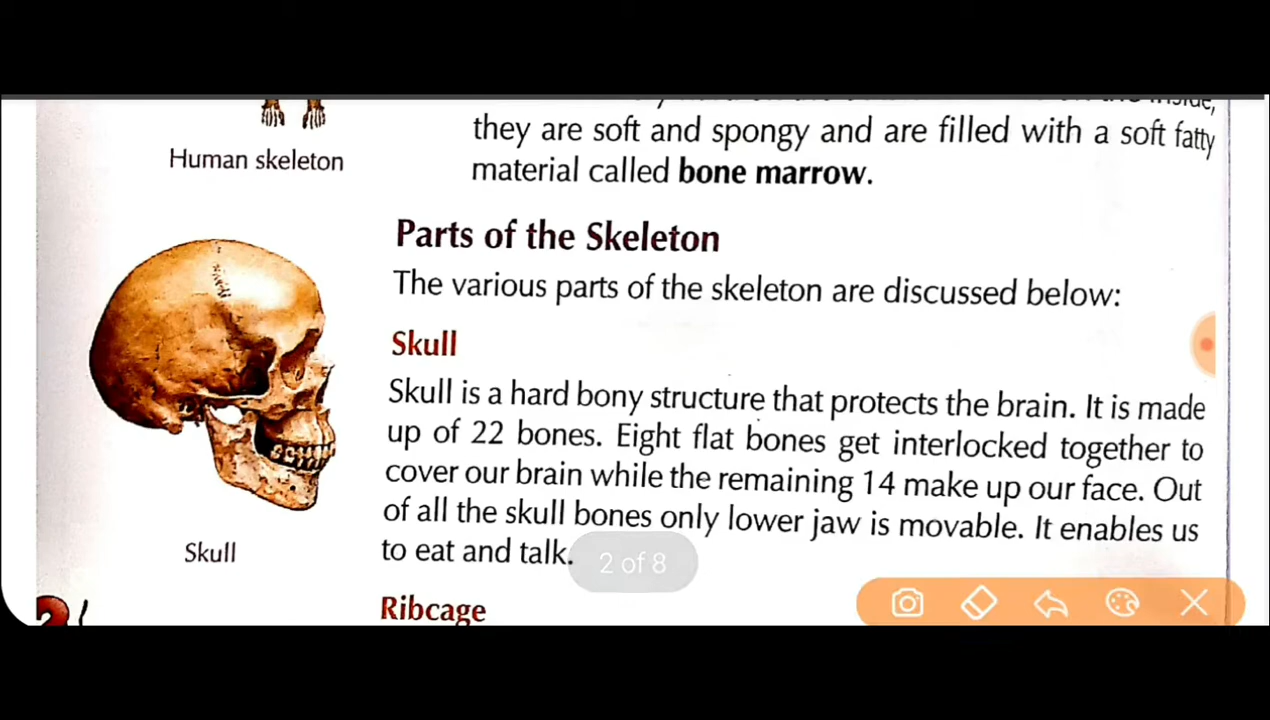 inside,
they are soft and spongy and are filled with a soft fatty
material called bone marrow.
Human skeleton
Parts of the Skeleton
The various parts of the skeleton are discussed below:
Skull
Skull is a hard bony structure that protects the brain. It is made
up of 22 bones. Eight flat bones get interlocked together to
cover our brain while the remaining 14 make up our face. Out
of all the skull bones only lower jaw is movable. It enables us
to eat and talk.
Skull
2 of 8
Ribcage